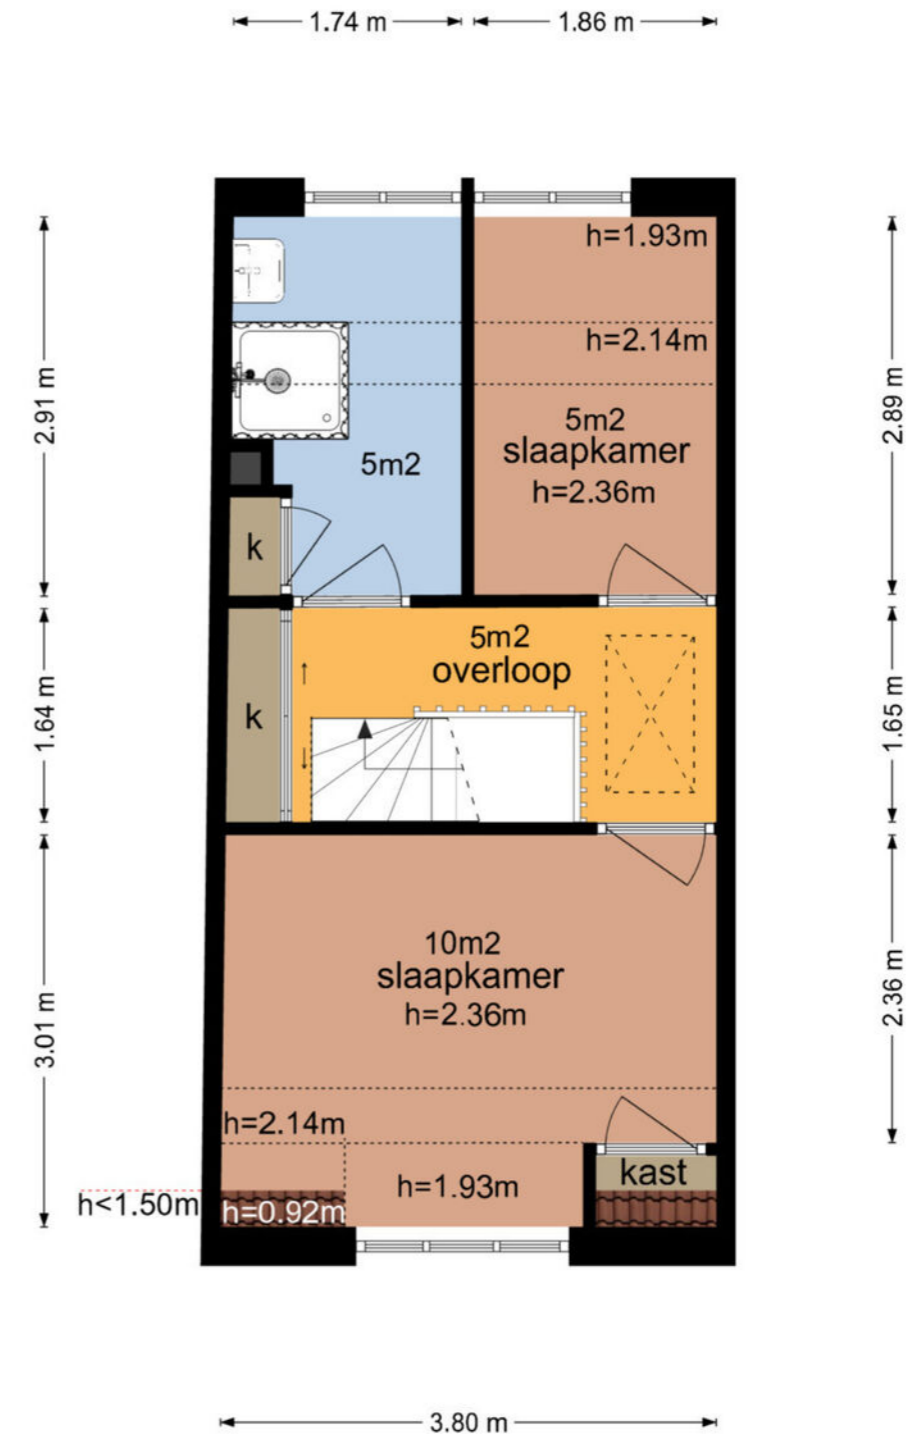 1.74 m
1.86 m
h=1.93m
h=2.14m
2.91 m
2.89 m
5m2
slaapkamer
h=2.36m
5m2
k
5m2
overloop
k
1.64 m
1.65 m
10m2
slaapkamer
h=2.36m
3.01 m
2.36 m
h=2.14m
kast
h=1.93m
h<1.50m
h=0.92m
3.80 m